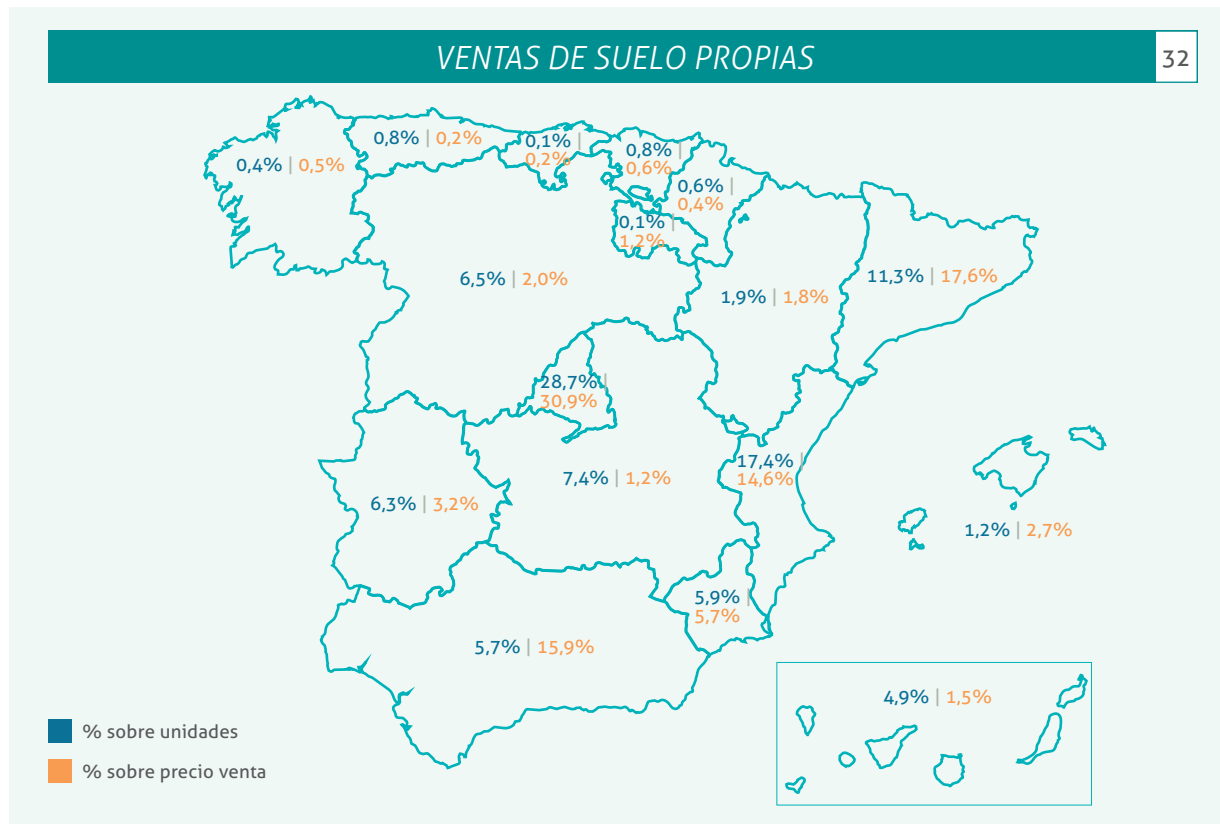 VENTAS DE SUELO PROPIAS
32
0,8% | 0,2%
0,1% |
0,2%
0,8% |
0,6%
0,4% | 0,5%
0,6% |
0,4%
0,1% |
1,2%
6,5% | 2,0%
1,9% | 1,8%
11,3% | 17,6%
28,7% |
30,9%
17,4% |
14,6%
7,4% | 1,2%
6,3% | 3,2%
1,2% | 2,7%
5,9% |
5,7%
5,7% | 15,9%
4,9% | 1,5%
% sobre unidades
% sobre precio venta